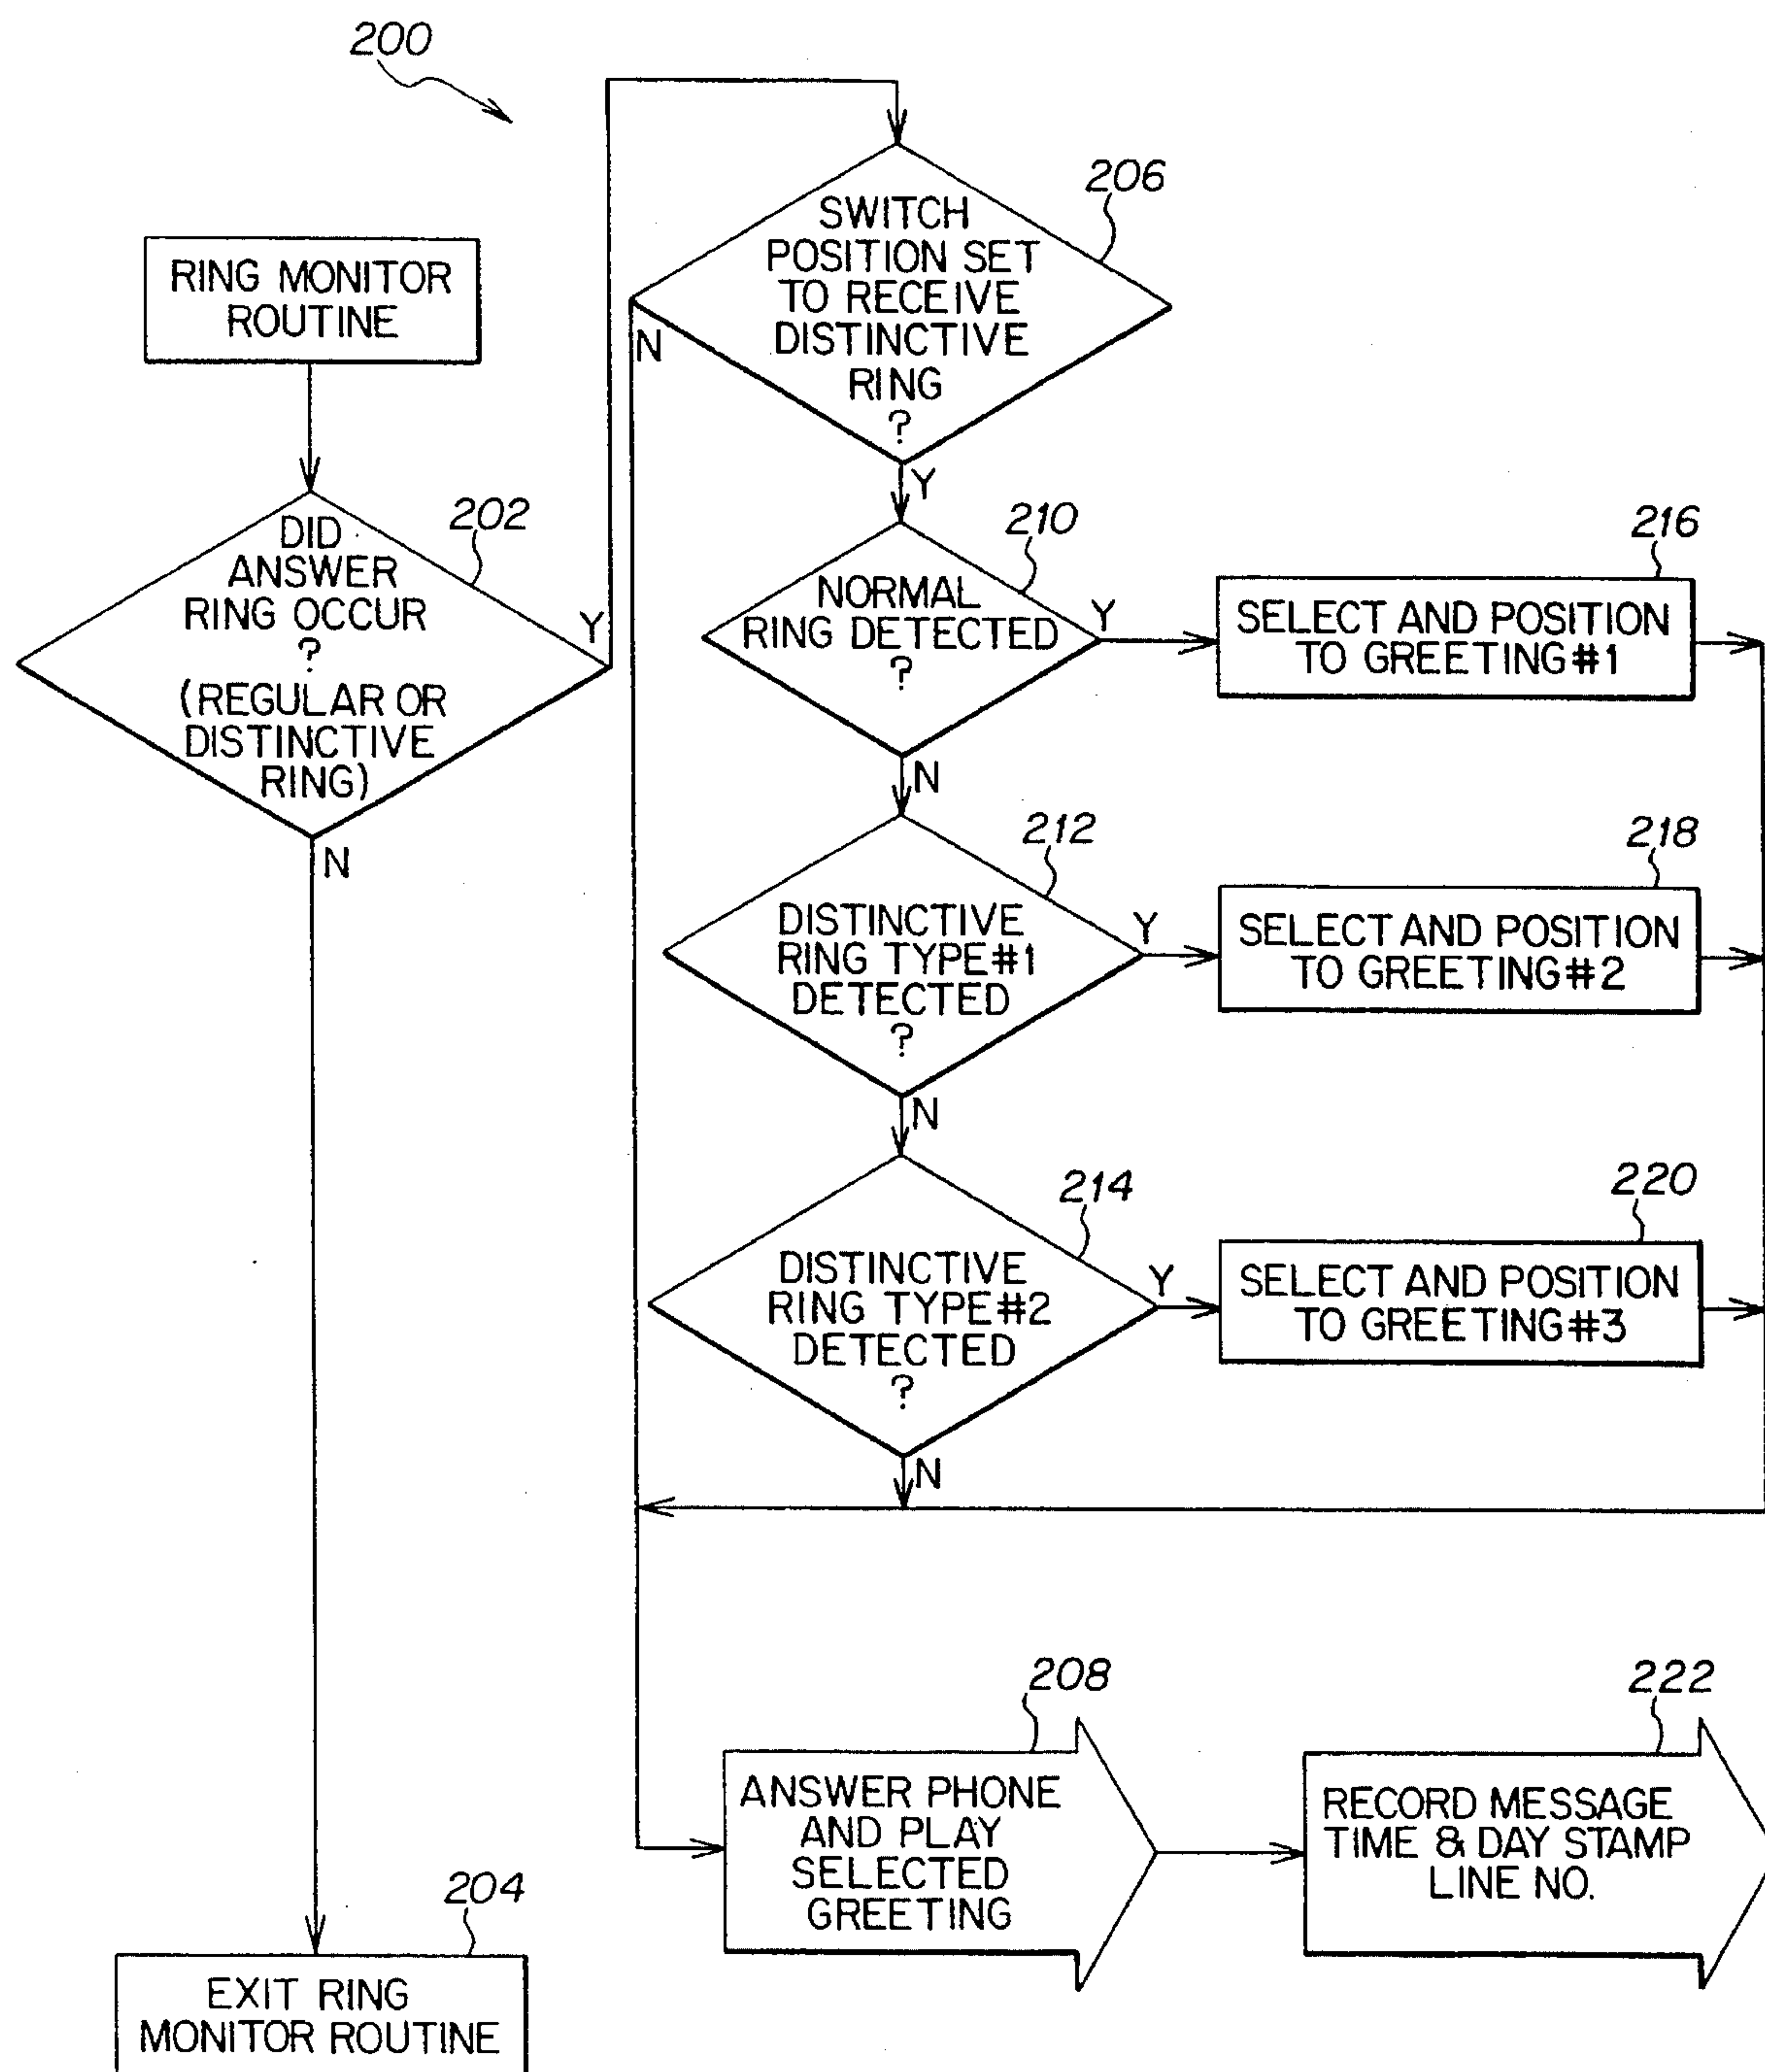 200
RING MONITOR
ROUTINE
202
DID
ANSWER
RING OCCUR
?
(REGULAR OR
DISTINCTIVE
RING)
Y
N
204
EXIT RING
MONITOR ROUTINE
206
SWITCH
POSITION SET
TO RECEIVE
DISTINCTIVE
RING
?
N
Y
210
NORMAL
RING DETECTED
?
Y
N
216
SELECT AND POSITION
TO GREETING #1
212
DISTINCTIVE
RING TYPE #1
DETECTED
?
Y
N
218
SELECT AND POSITION
TO GREETING #2
214
DISTINCTIVE
RING TYPE #2
DETECTED
?
Y
N
220
SELECT AND POSITION
TO GREETING #3
208
ANSWER PHONE
AND PLAY
SELECTED
GREETING
222
RECORD MESSAGE
TIME & DAY STAMP
LINE NO.